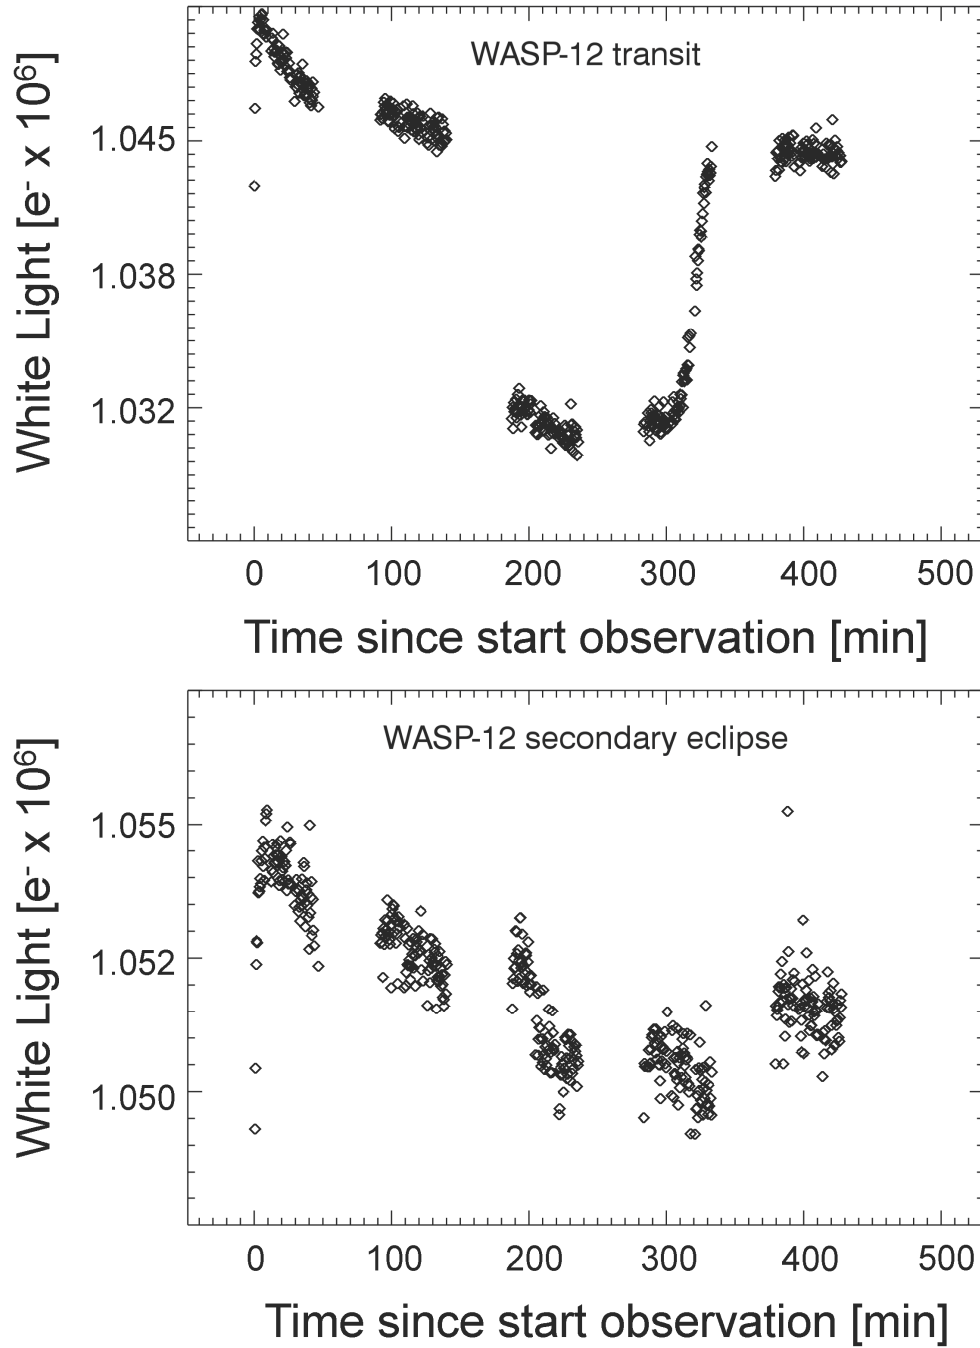 WASP-12 transit
White Light [e- x 10⁶]
1.045
1.038
1.032
0 100 200 300 400 500
Time since start observation [min]
WASP-12 secondary eclipse
White Light [e- x 10⁶]
1.055
1.052
1.050
0 100 200 300 400 500
Time since start observation [min]